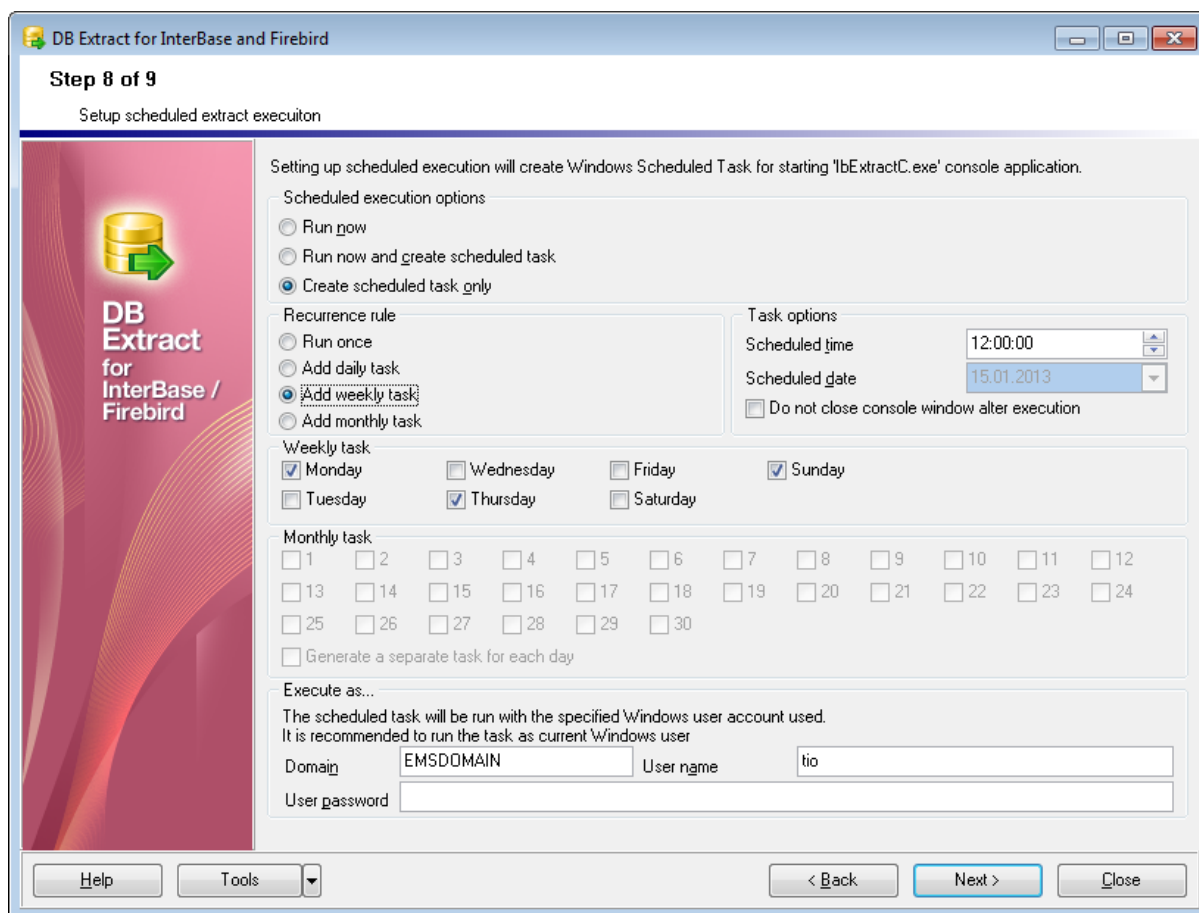 DB Extract for InterBase and Firebird
Step 8 of 9
Setup scheduled extract execuiton
DB
Extract
for
InterBase /
Firebird
Setting up scheduled execution will create Windows Scheduled Task for starting 'IbExtractC.exe' console application.
Scheduled execution options
Run now
Run now and create scheduled task
Create scheduled task only
Recurrence rule
Run once
Add daily task
Add weekly task
Add monthly task
Task options
Scheduled time 12:00:00
Scheduled date 15.01.2013
Do not close console window alter execution
Weekly task
Monday Wednesday Friday Sunday
Tuesday Thursday Saturday
Monthly task
1 2 3 4 5 6 7 8 9 10 11 12
13 14 15 16 17 18 19 20 21 22 23 24
25 26 27 28 29 30
Generate a separate task for each day
Execute as...
The scheduled task will be run with the specified Windows user account used.
It is recommended to run the task as current Windows user
Domain EMSDOMAIN User name tio
User password
Help Tools < Back Next > Close